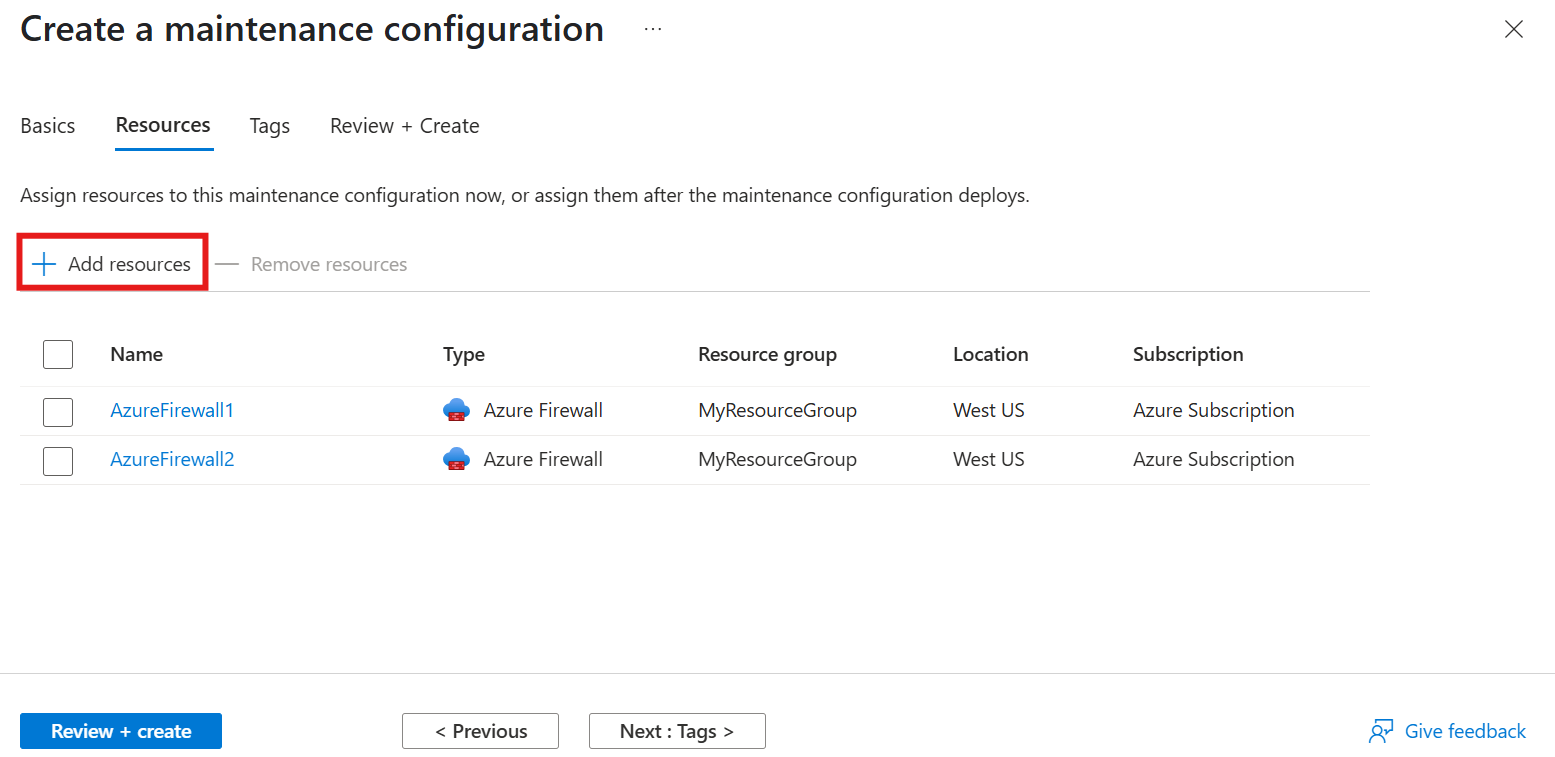 Create a maintenance configuration ...
Basics Resources Tags Review + Create
Assign resources to this maintenance configuration now, or assign them after the maintenance configuration deploys.
+ Add resources — Remove resources
Name Type Resource group Location Subscription
AzureFirewall1 Azure Firewall MyResourceGroup West US Azure Subscription
AzureFirewall2 Azure Firewall MyResourceGroup West US Azure Subscription
Review + create < Previous Next : Tags > Give feedback